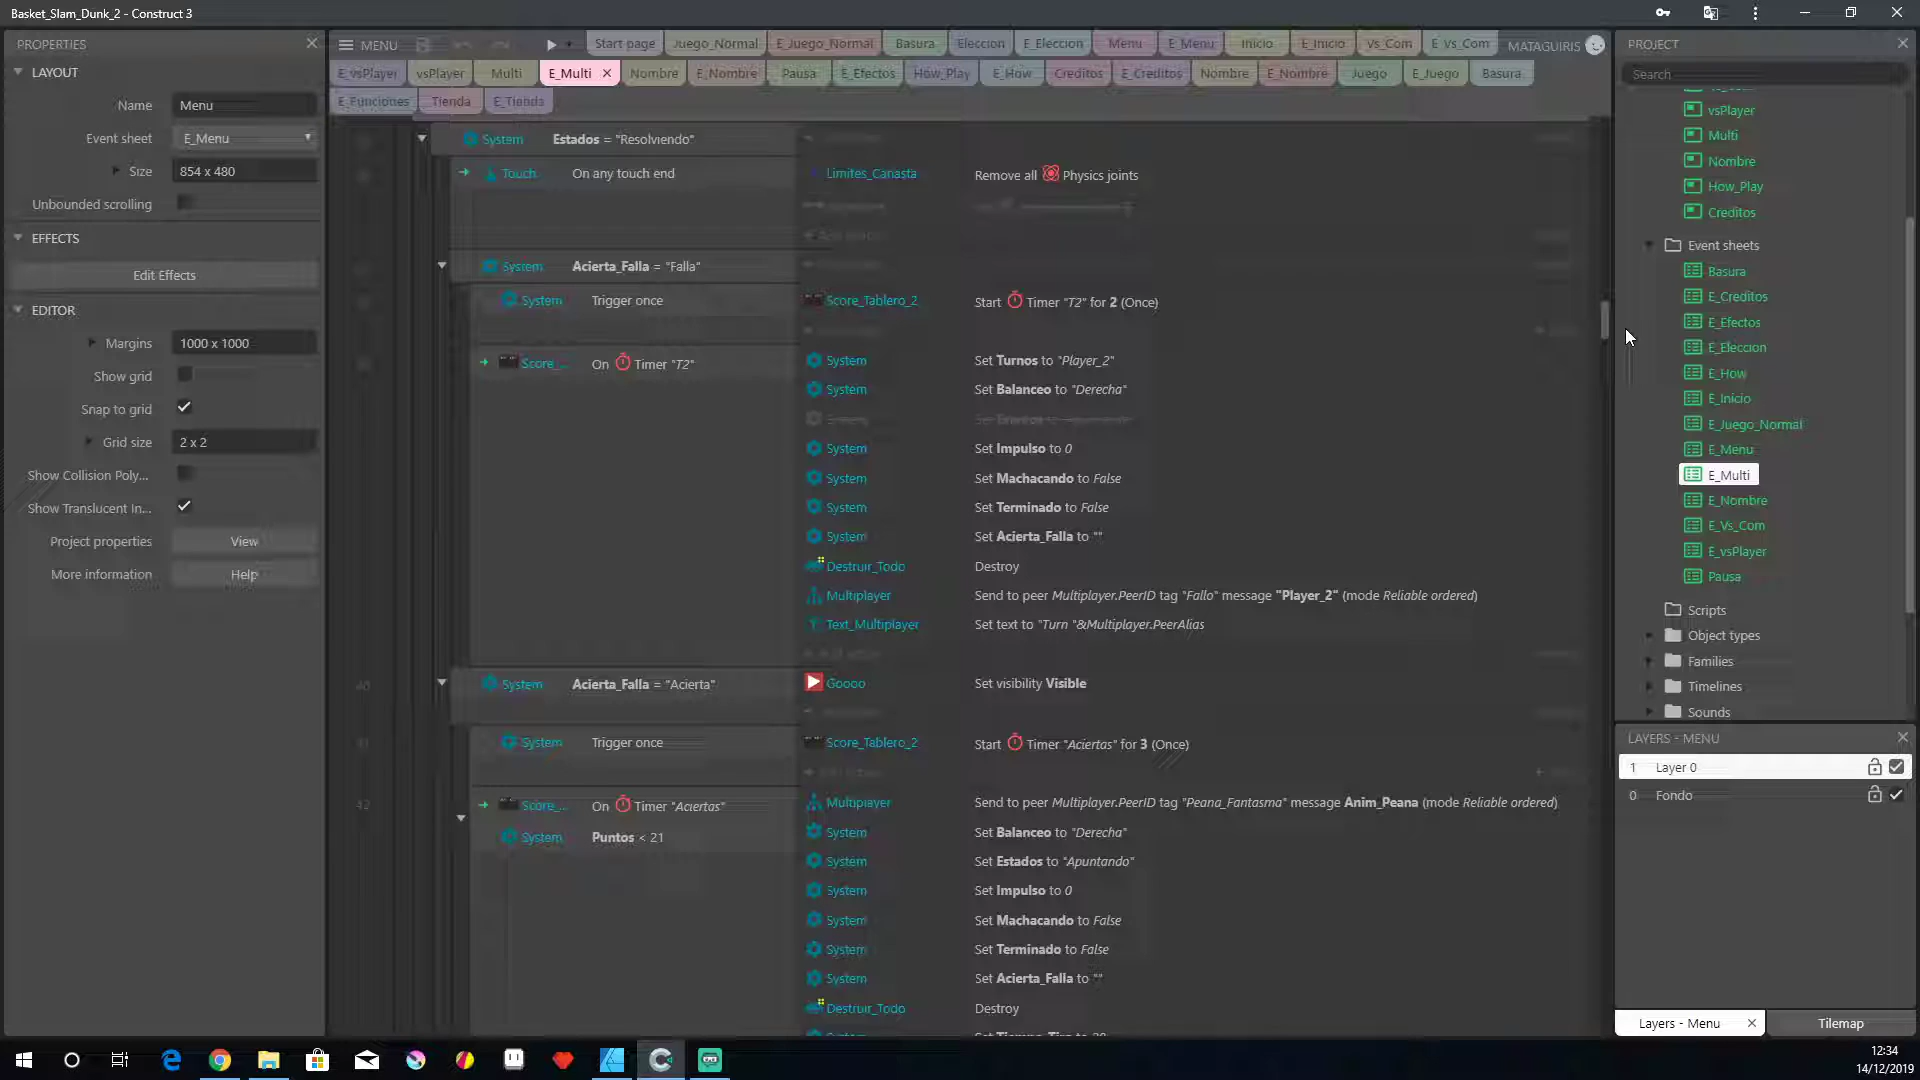 Basket_Slam_Dunk_2 - Construct 3
PROPERTIES
LAYOUT
Name Menu
Event sheet E_Menu
Size 854 x 480
Unbounded scrolling
EFFECTS
Edit Effects
EDITOR
Margins 1000 x 1000
Show grid
Snap to grid
Grid size 2 x 2
Show Collision Poly...
Show Translucent In...
Project properties View
More information Help
MENU
Start page Juego_Normal E_Juego_Normal Basura Eleccion E_Eleccion Menu E_Menu Inicio E_Inicio Vs_Com E_Vs_Com MATAGUIRIS
E_vsPlayer vsPlayer Multi E_Multi Nombre E_Nombre Pausa E_Efectos How_Play E_How Creditos E_Creditos Nombre E_Nombre Juego E_Juego Basura
E_Funciones Tienda E_Tienda
System Estados = "Resolviendo"
Touch On any touch end Limites_Canasta Remove all Physics joints
System Acierta_Falla = "Falla"
System Trigger once Score_Tablero_2 Start Timer "T2" for 2 (Once)
Score_... On Timer "T2" System Set Turnos to "Player_2"
System Set Balanceo to "Derecha"
System Set Impulso to 0
System Set Machacando to False
System Set Terminado to False
System Set Acierta_Falla to ""
Destruir_Todo Destroy
Multiplayer Send to peer Multiplayer.PeerID tag "Fallo" message "Player_2" (mode Reliable ordered)
Text_Multiplayer Set text to "Turn "&Multiplayer.PeerAlias
40 System Acierta_Falla = "Acierta" Goooo Set visibility Visible
41 System Trigger once Score_Tablero_2 Start Timer "Aciertas" for 3 (Once)
42 Score_... On Timer "Aciertas" Multiplayer Send to peer Multiplayer.PeerID tag "Peana_Fantasma" message Anim_Peana (mode Reliable ordered)
System Puntos < 21 System Set Balanceo to "Derecha"
System Set Estados to "Apuntando"
System Set Impulso to 0
System Set Machacando to False
System Set Terminado to False
System Set Acierta_Falla to ""
Destruir_Todo Destroy
PROJECT
Search
vsPlayer
Multi
Nombre
How_Play
Creditos
Event sheets
Basura
E_Creditos
E_Efectos
E_Eleccion
E_How
E_Inicio
E_Juego_Normal
E_Menu
E_Multi
E_Nombre
E_Vs_Com
E_vsPlayer
Pausa
Scripts
Object types
Families
Timelines
Sounds
LAYERS - MENU
1 Layer 0
0 Fondo
Layers - Menu Tilemap
12:34
14/12/2019